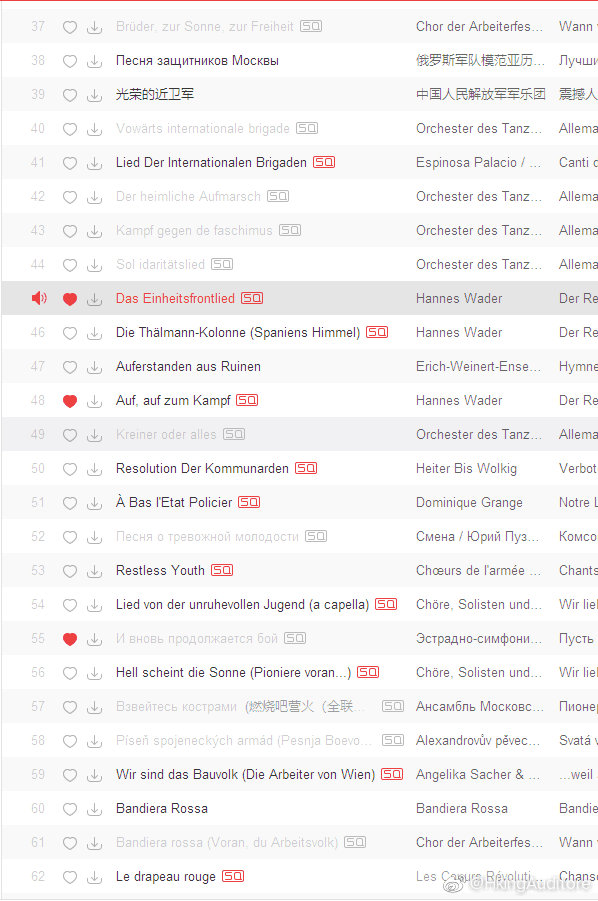 37 Brüder, zur Sonne, zur Freiheit SQ Chor der Arbeiterfes... Wann
38 Песня защитников Москвы 俄罗斯军队模范亚历... Лучши
39 光荣的近卫军 中国人民解放军军乐团 震撼人
40 Vowärts internationale brigade SQ Orchester des Tanz... Allema
41 Lied Der Internationalen Brigaden SQ Espinosa Palacio / ... Canti d
42 Der heimliche Aufmarsch SQ Orchester des Tanz... Allema
43 Kampf gegen de faschimus SQ Orchester des Tanz... Allema
44 Sol idaritätslied SQ Orchester des Tanz... Allema
Das Einheitsfrontlied SQ Hannes Wader Der Re
46 Die Thälmann-Kolonne (Spaniens Himmel) SQ Hannes Wader Der Re
47 Auferstanden aus Ruinen Erich-Weinert-Ense... Hymne
48 Auf, auf zum Kampf SQ Hannes Wader Der Re
49 Kreiner oder alles SQ Orchester des Tanz... Allema
50 Resolution Der Kommunarden SQ Heiter Bis Wolkig Verbot
51 À Bas l'Etat Policier SQ Dominique Grange Notre L
52 Песня о тревожной молодости SQ Смена / Юрий Пуз... Комсо
53 Restless Youth SQ Chœurs de l'armée ... Chants
54 Lied von der unruhevollen Jugend (a capella) SQ Chöre, Solisten und... Wir lie
55 И вновь продолжается бой SQ Эстрадно-симфони... Пусть
56 Hell scheint die Sonne (Pioniere voran...) SQ Chöre, Solisten und... Wir lie
57 Взвейтесь кострами（燃烧吧营火（全联... SQ Ансамбль Московс... Пионер
58 Píseň spojeneckých armád (Pesnja Boevo... SQ Alexandrovův pěvec... Svatá v
59 Wir sind das Bauvolk (Die Arbeiter von Wien) SQ Angelika Sacher & ... ...weil
60 Bandiera Rossa Bandiera Rossa Bandie
61 Bandiera rossa (Voran, du Arbeitsvolk) SQ Chor der Arbeiterfes... Wann
62 Le drapeau rouge SQ Les Cœurs Révoluti... Chanso
@HkingAuditore